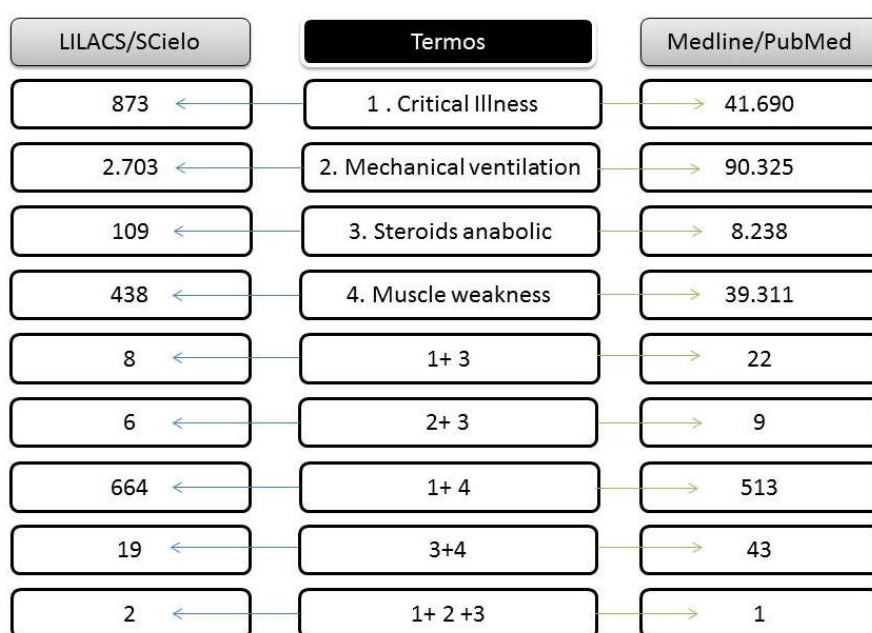 LILACS/SCielo Termos Medline/PubMed
873 1 . Critical Illness 41.690
2.703 2. Mechanical ventilation 90.325
109 3. Steroids anabolic 8.238
438 4. Muscle weakness 39.311
8 1+ 3 22
6 2+ 3 9
664 1+ 4 513
19 3+4 43
2 1+ 2 +3 1